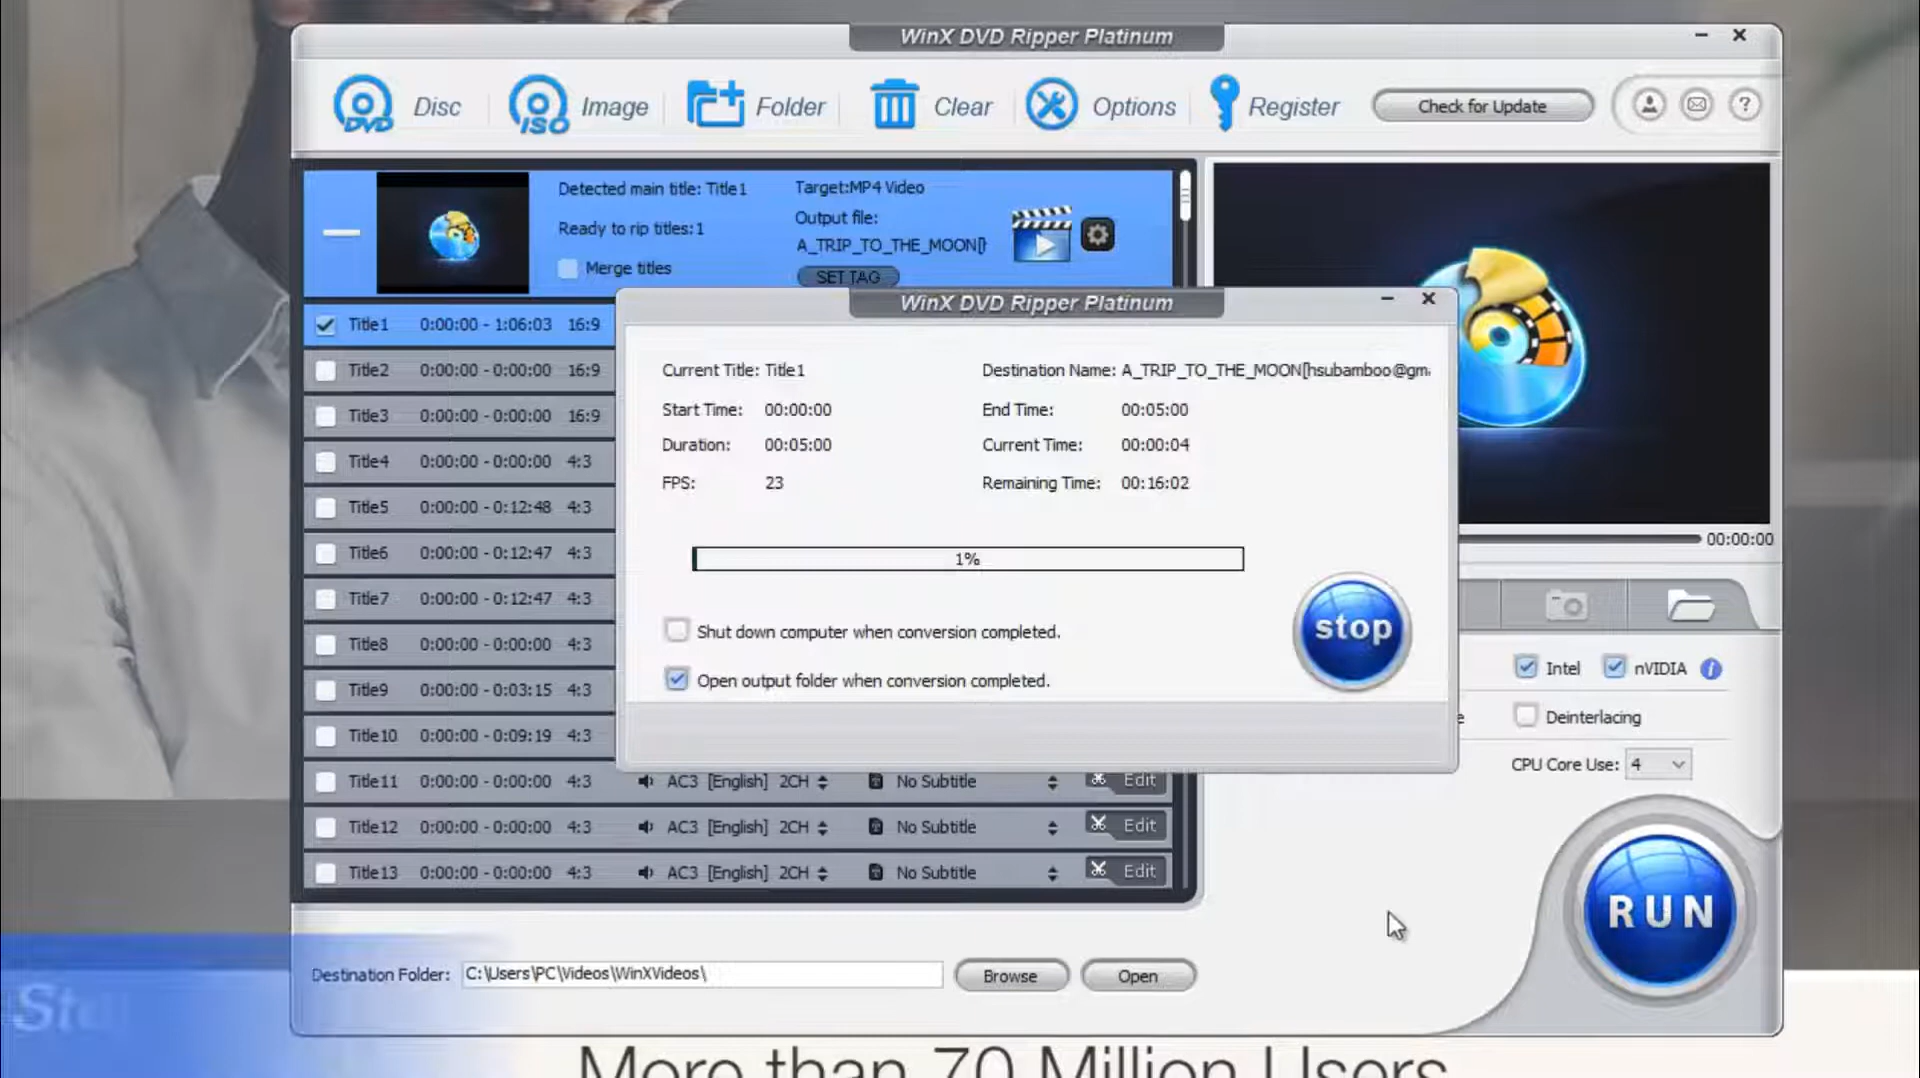 WinX DVD Ripper Platinum
DVD Disc
ISO Image
Folder
Clear
Options
Register
Check for Update
?
Detected main title: Title1
Target:MP4 Video
Ready to rip titles:1
Output file:
A_TRIP_TO_THE_MOON[}
Merge titles
SET TAG
WinX DVD Ripper Platinum
Title1 0:00:00 - 1:06:03 16:9
Title2 0:00:00 - 0:00:00 16:9
Title3 0:00:00 - 0:00:00 16:9
Title4 0:00:00 - 0:00:00 4:3
Title5 0:00:00 - 0:12:48 4:3
Title6 0:00:00 - 0:12:47 4:3
Title7 0:00:00 - 0:12:47 4:3
Title8 0:00:00 - 0:00:00 4:3
Title9 0:00:00 - 0:03:15 4:3
Title10 0:00:00 - 0:09:19 4:3
Title11 0:00:00 - 0:00:00 4:3 AC3 [English] 2CH No Subtitle Edit
Title12 0:00:00 - 0:00:00 4:3 AC3 [English] 2CH No Subtitle Edit
Title13 0:00:00 - 0:00:00 4:3 AC3 [English] 2CH No Subtitle Edit
Current Title: Title1
Destination Name: A_TRIP_TO_THE_MOON[hsubamboo@gm
Start Time: 00:00:00
End Time: 00:05:00
Duration: 00:05:00
Current Time: 00:00:04
FPS: 23
Remaining Time: 00:16:02
1%
Shut down computer when conversion completed.
stop
Open output folder when conversion completed.
00:00:00
Intel nVIDIA i
Deinterlacing
CPU Core Use: 4
RUN
Destination Folder: C:\Users\PC\Videos\WinXVideos\
Browse
Open
More than 70 Million Users